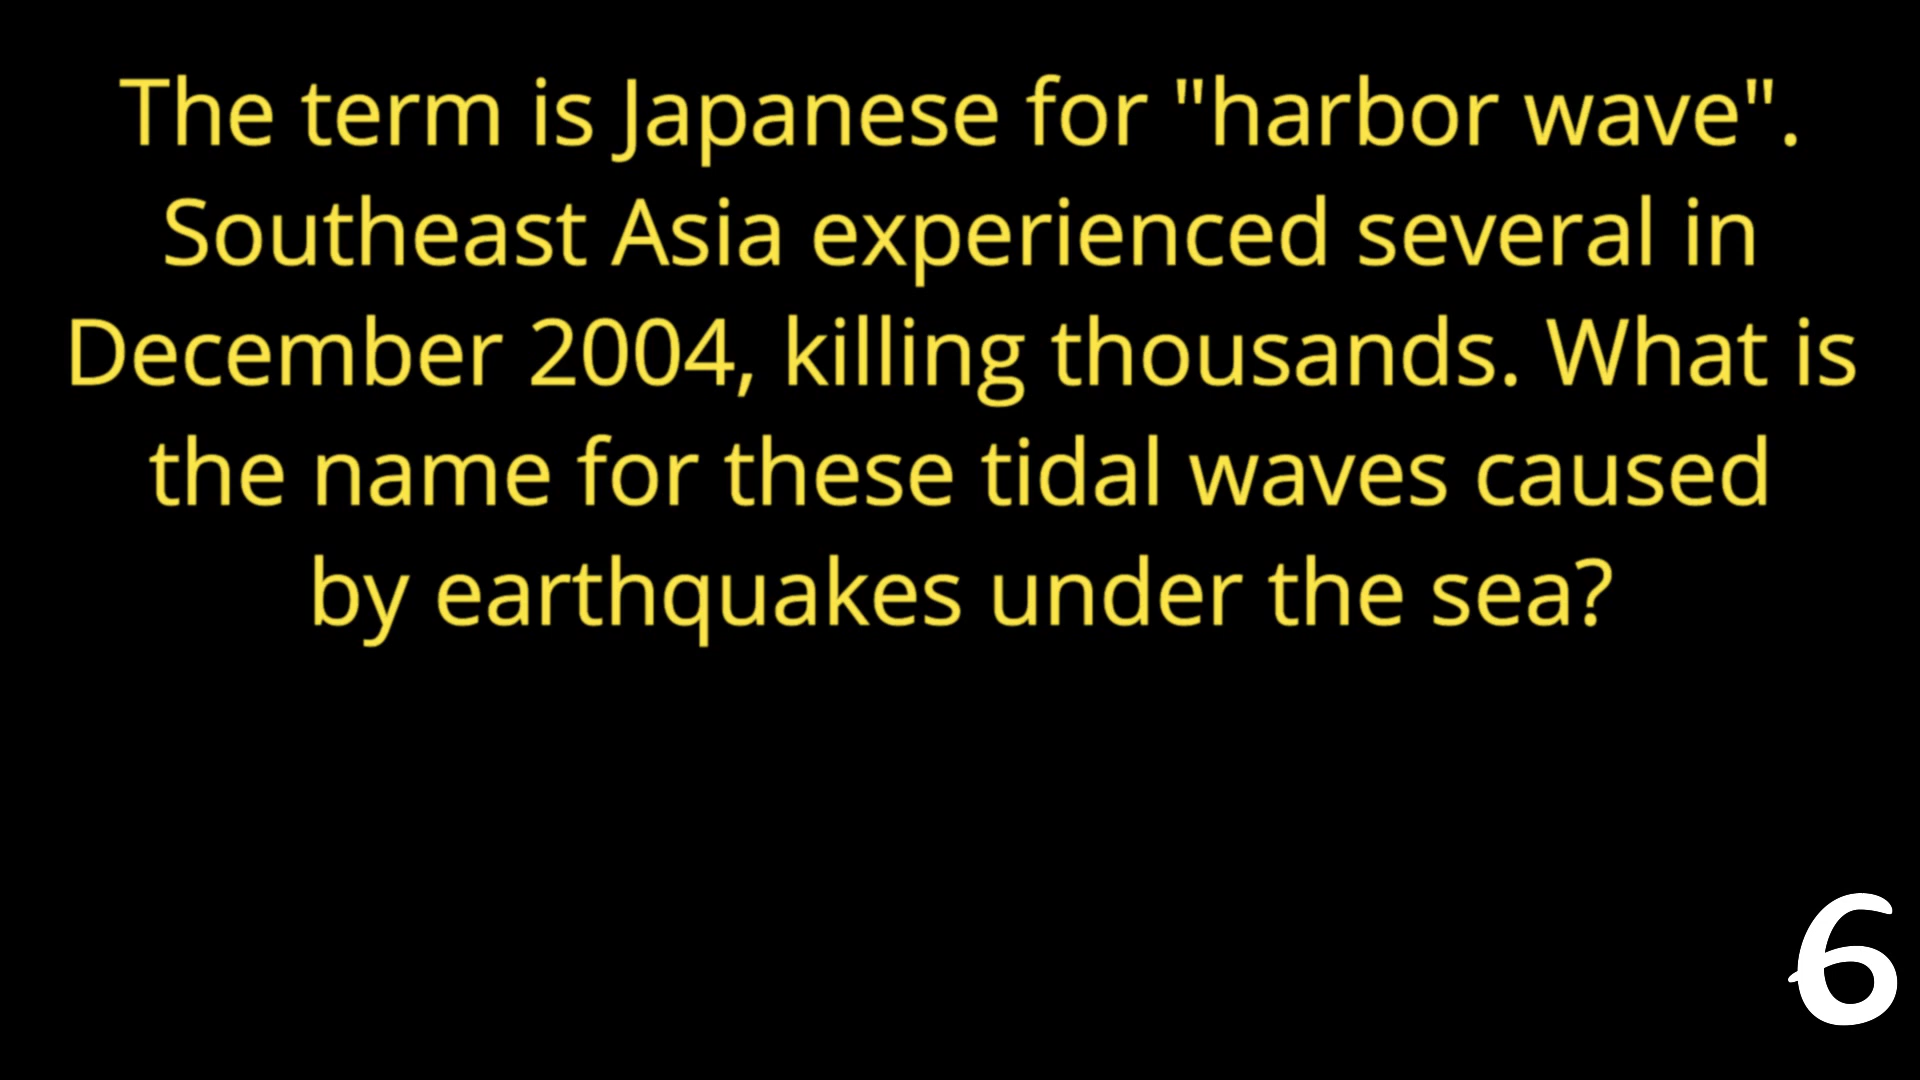 The term is Japanese for "harbor wave".
Southeast Asia experienced several in
December 2004, killing thousands. What is
the name for these tidal waves caused
by earthquakes under the sea?
6